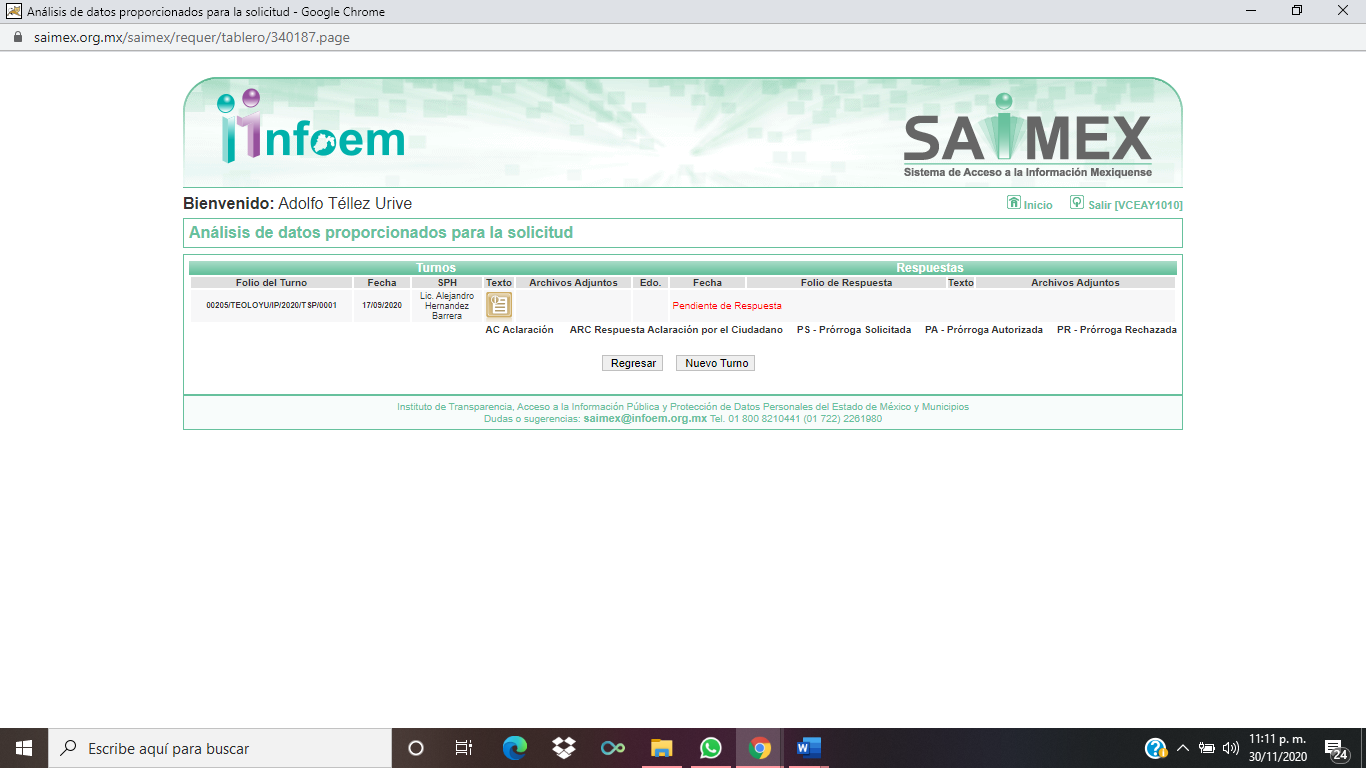 Análisis de datos proporcionados para la solicitud - Google Chrome
saimex.org.mx/saimex/requer/tablero/340187.page
infoem
SAIMEX
Sistema de Acceso a la Información Mexiquense
Bienvenido: Adolfo Téllez Urive
Inicio Salir [VCEAY1010]
Análisis de datos proporcionados para la solicitud
Turnos Respuestas
Folio del Turno Fecha SPH Texto Archivos Adjuntos Edo. Fecha Folio de Respuesta Texto Archivos Adjuntos
00205/TEOLOYU/IP/2020/TSP/0001 17/09/2020 Lic. Alejandro Hernandez Barrera Pendiente de Respuesta
AC Aclaración ARC Respuesta Aclaración por el Ciudadano PS - Prórroga Solicitada PA - Prórroga Autorizada PR - Prórroga Rechazada
Regresar Nuevo Turno
Instituto de Transparencia, Acceso a la Información Pública y Protección de Datos Personales del Estado de México y Municipios
Dudas o sugerencias: saimex@infoem.org.mx Tel. 01 800 8210441 (01 722) 2261980
Escribe aquí para buscar
11:11 p. m.
30/11/2020
24